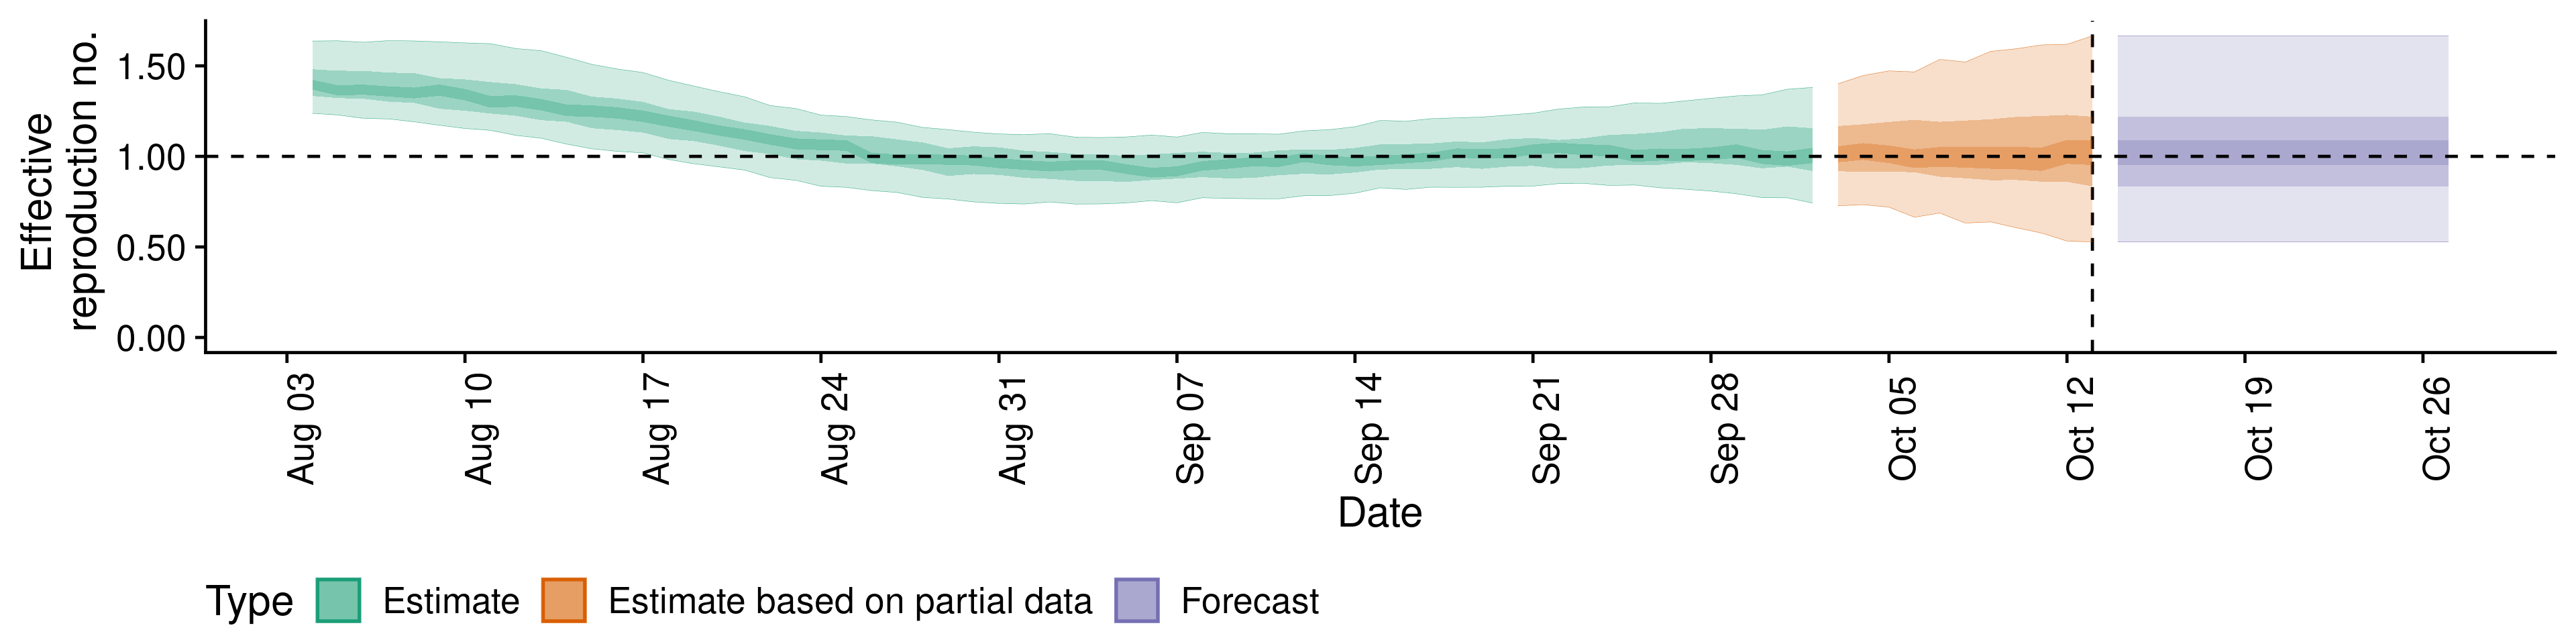 Effective
reproduction no.
1.50
1.00
0.50
0.00
Aug 03
Aug 10
Aug 17
Aug 24
Aug 31
Sep 07
Sep 14
Sep 21
Sep 28
Oct 05
Oct 12
Oct 19
Oct 26
Date
Type Estimate Estimate based on partial data Forecast